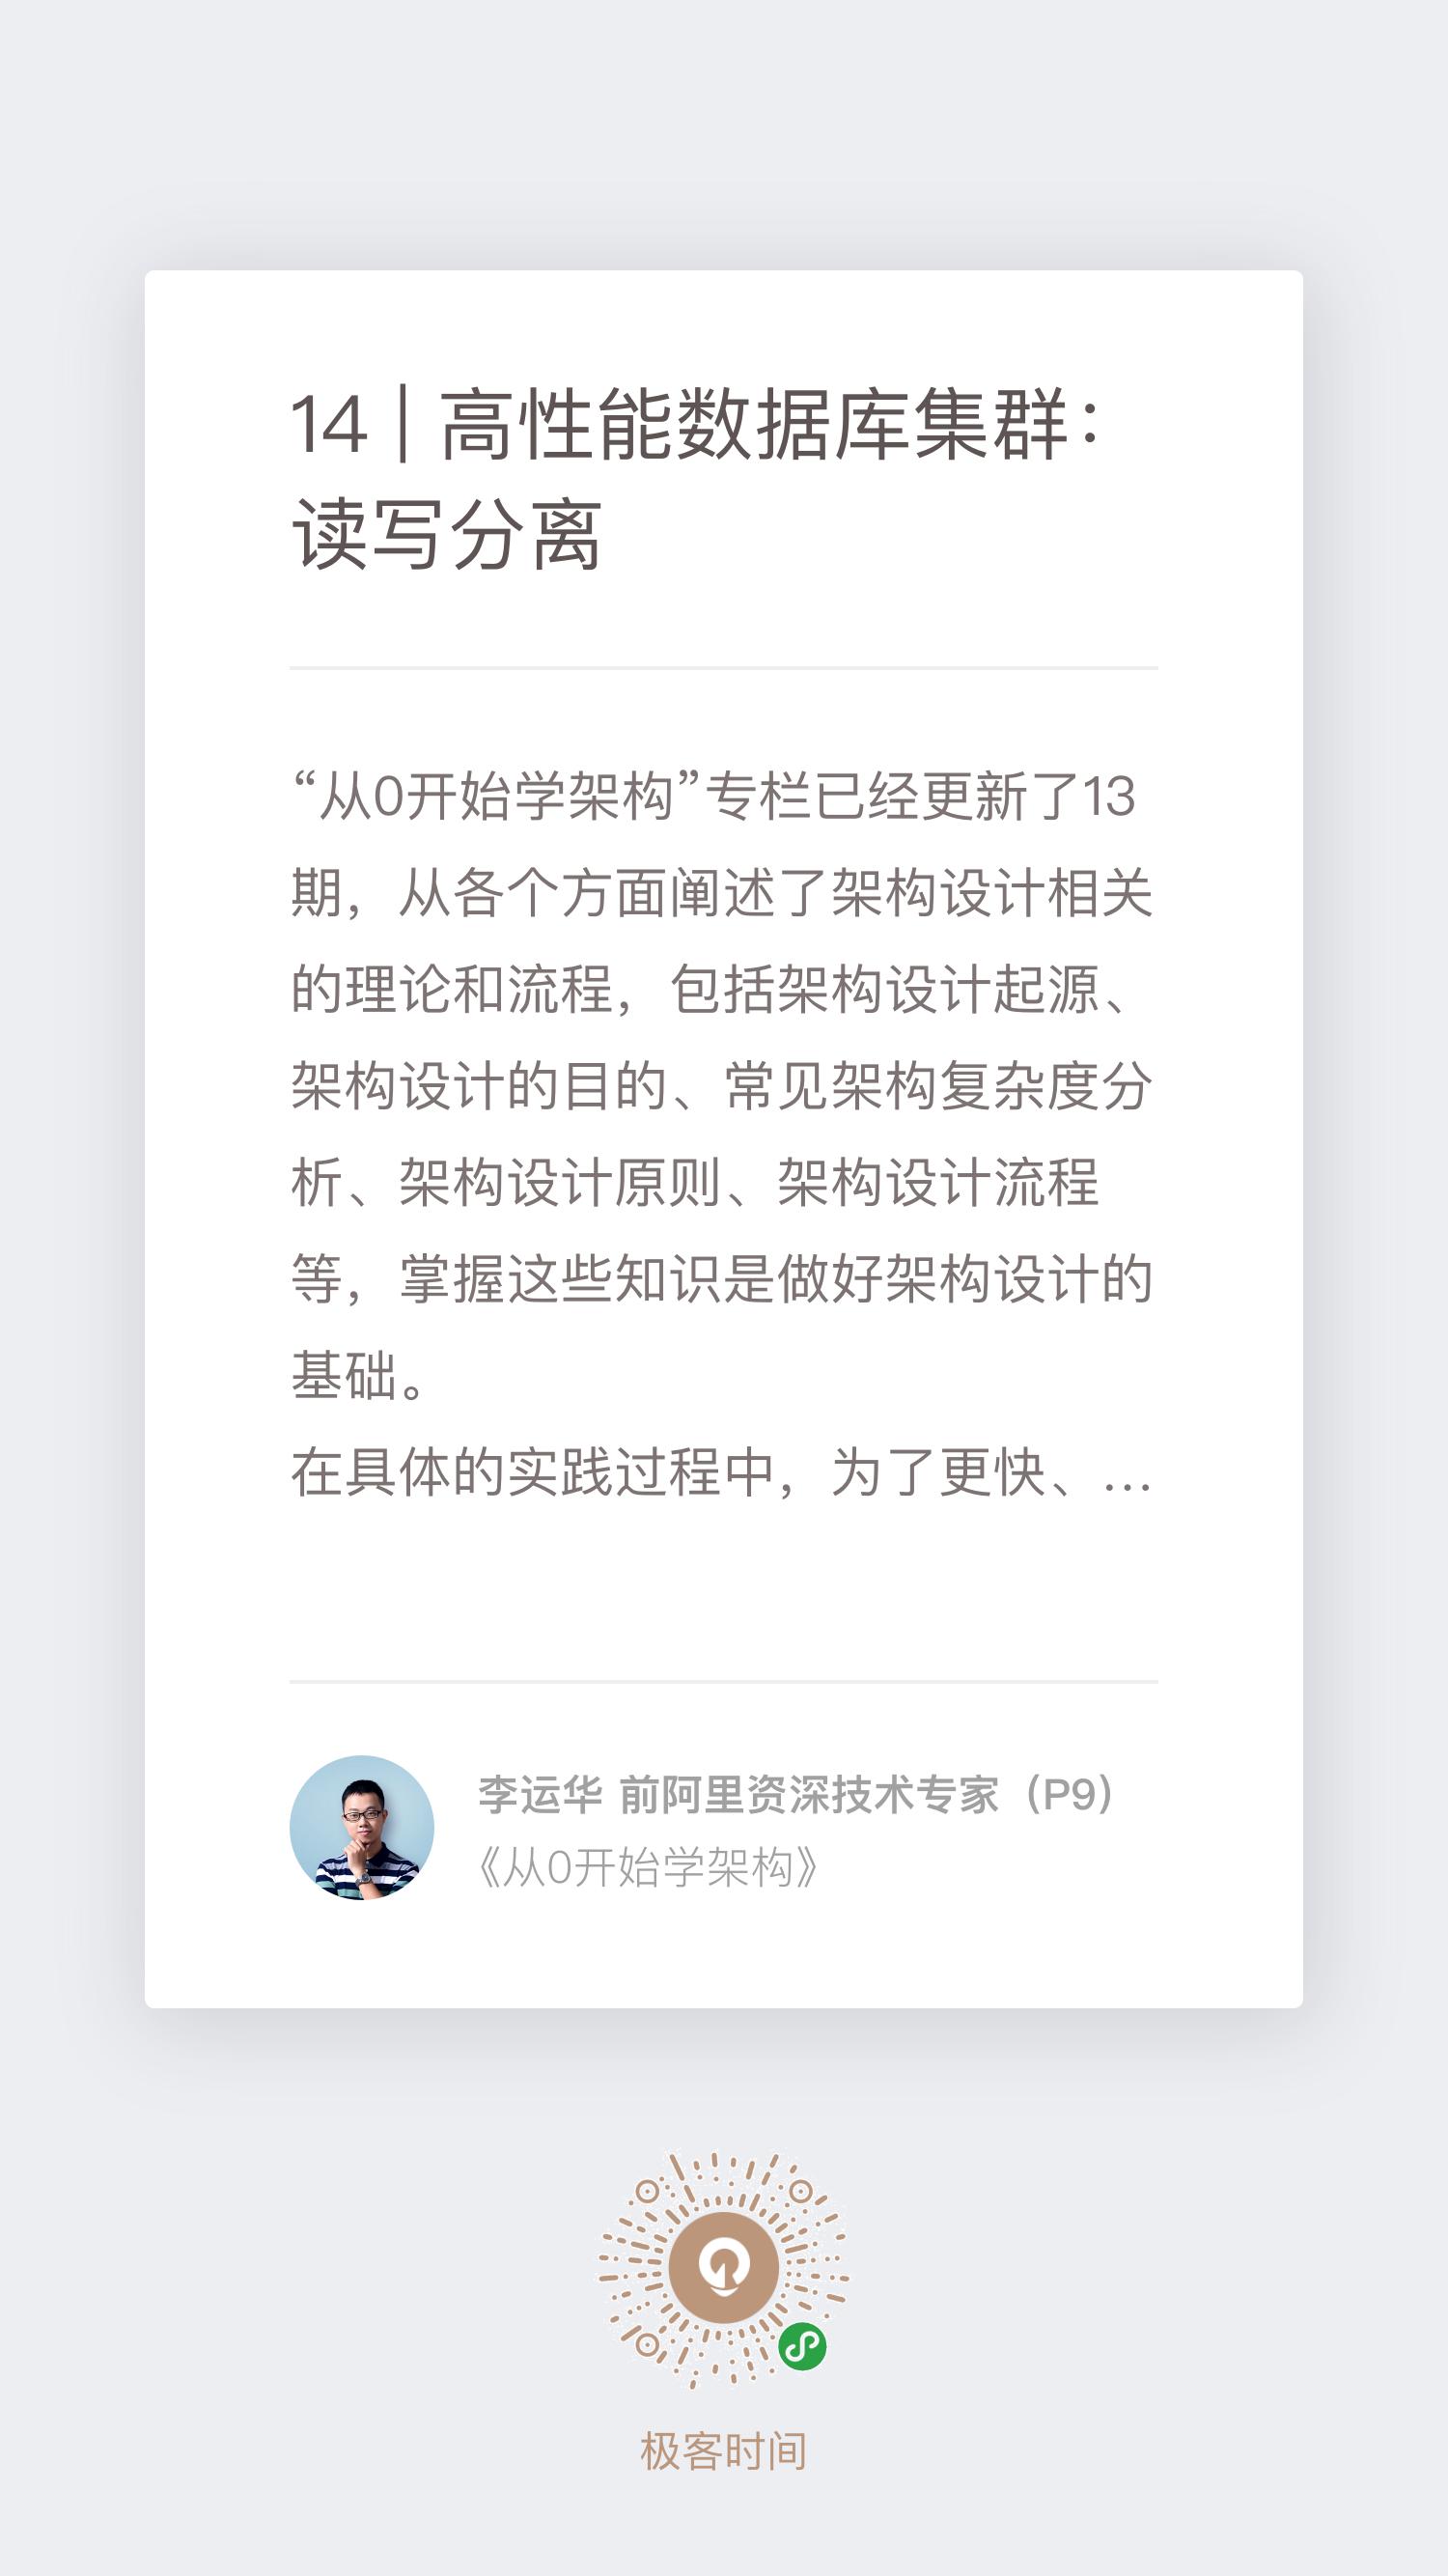 14 | 高性能数据库集群：
读写分离
“从0开始学架构”专栏已经更新了13
期，从各个方面阐述了架构设计相关
的理论和流程，包括架构设计起源、
架构设计的目的、常见架构复杂度分
析、架构设计原则、架构设计流程
等，掌握这些知识是做好架构设计的
基础。
在具体的实践过程中，为了更快、…
李运华 前阿里资深技术专家（P9）
《从0开始学架构》
极客时间